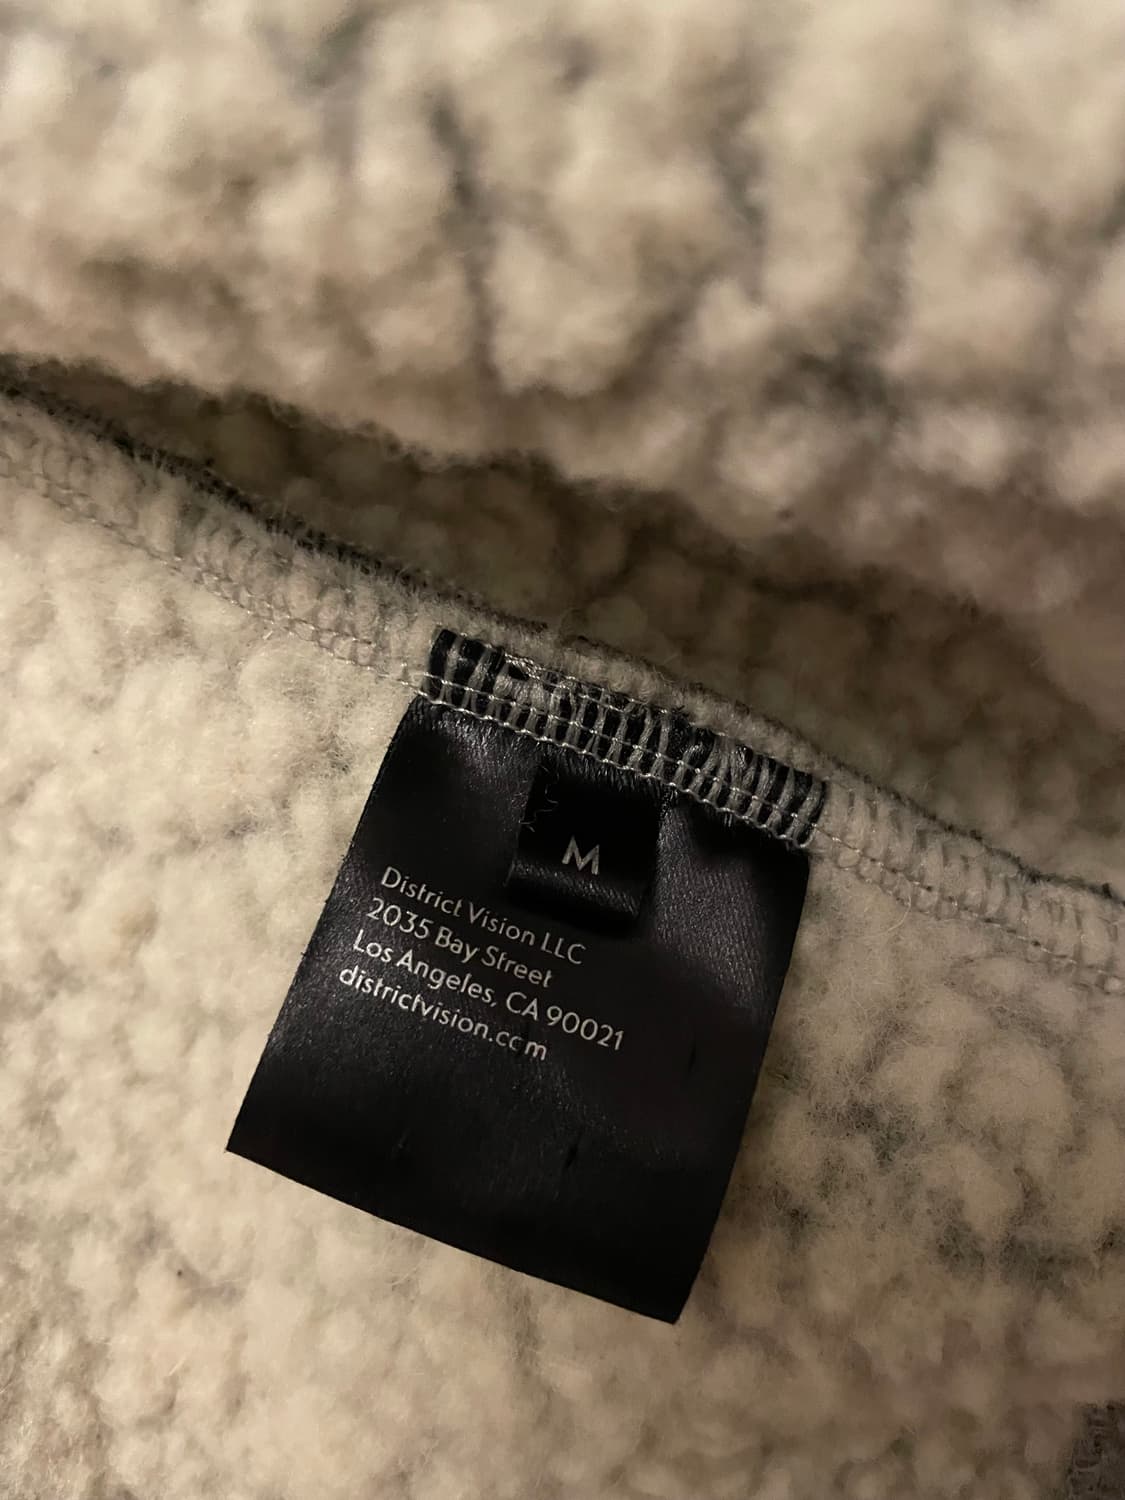 M
District Vision LLC
2035 Bay Street
Los Angeles, CA 90021
districtvision.com